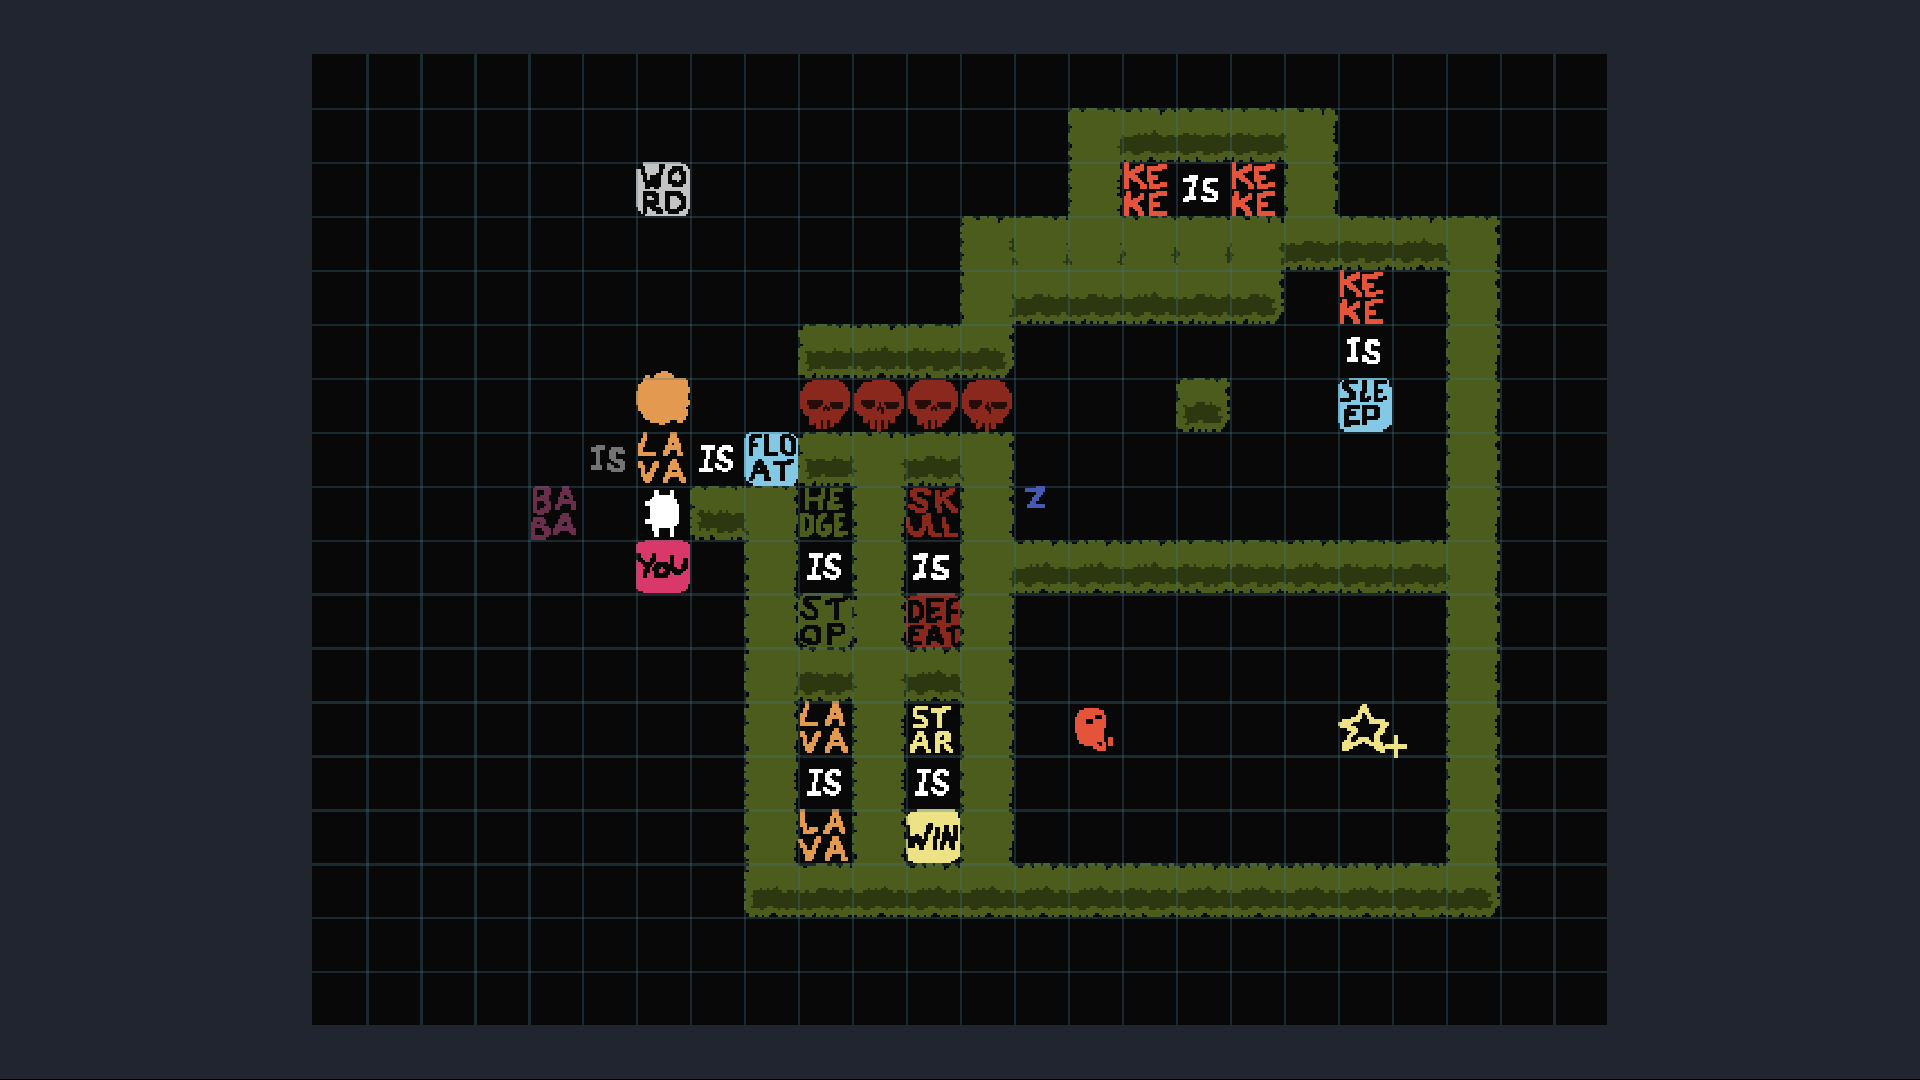 WORD
KEKE IS KEKE
KEKE
IS
SLEEP
IS LAVA IS FLOAT
BABA
HEDGE SKULL
Z
YOU
IS IS
STOP DEFEAT
LAVA STAR
IS IS
LAVA WIN